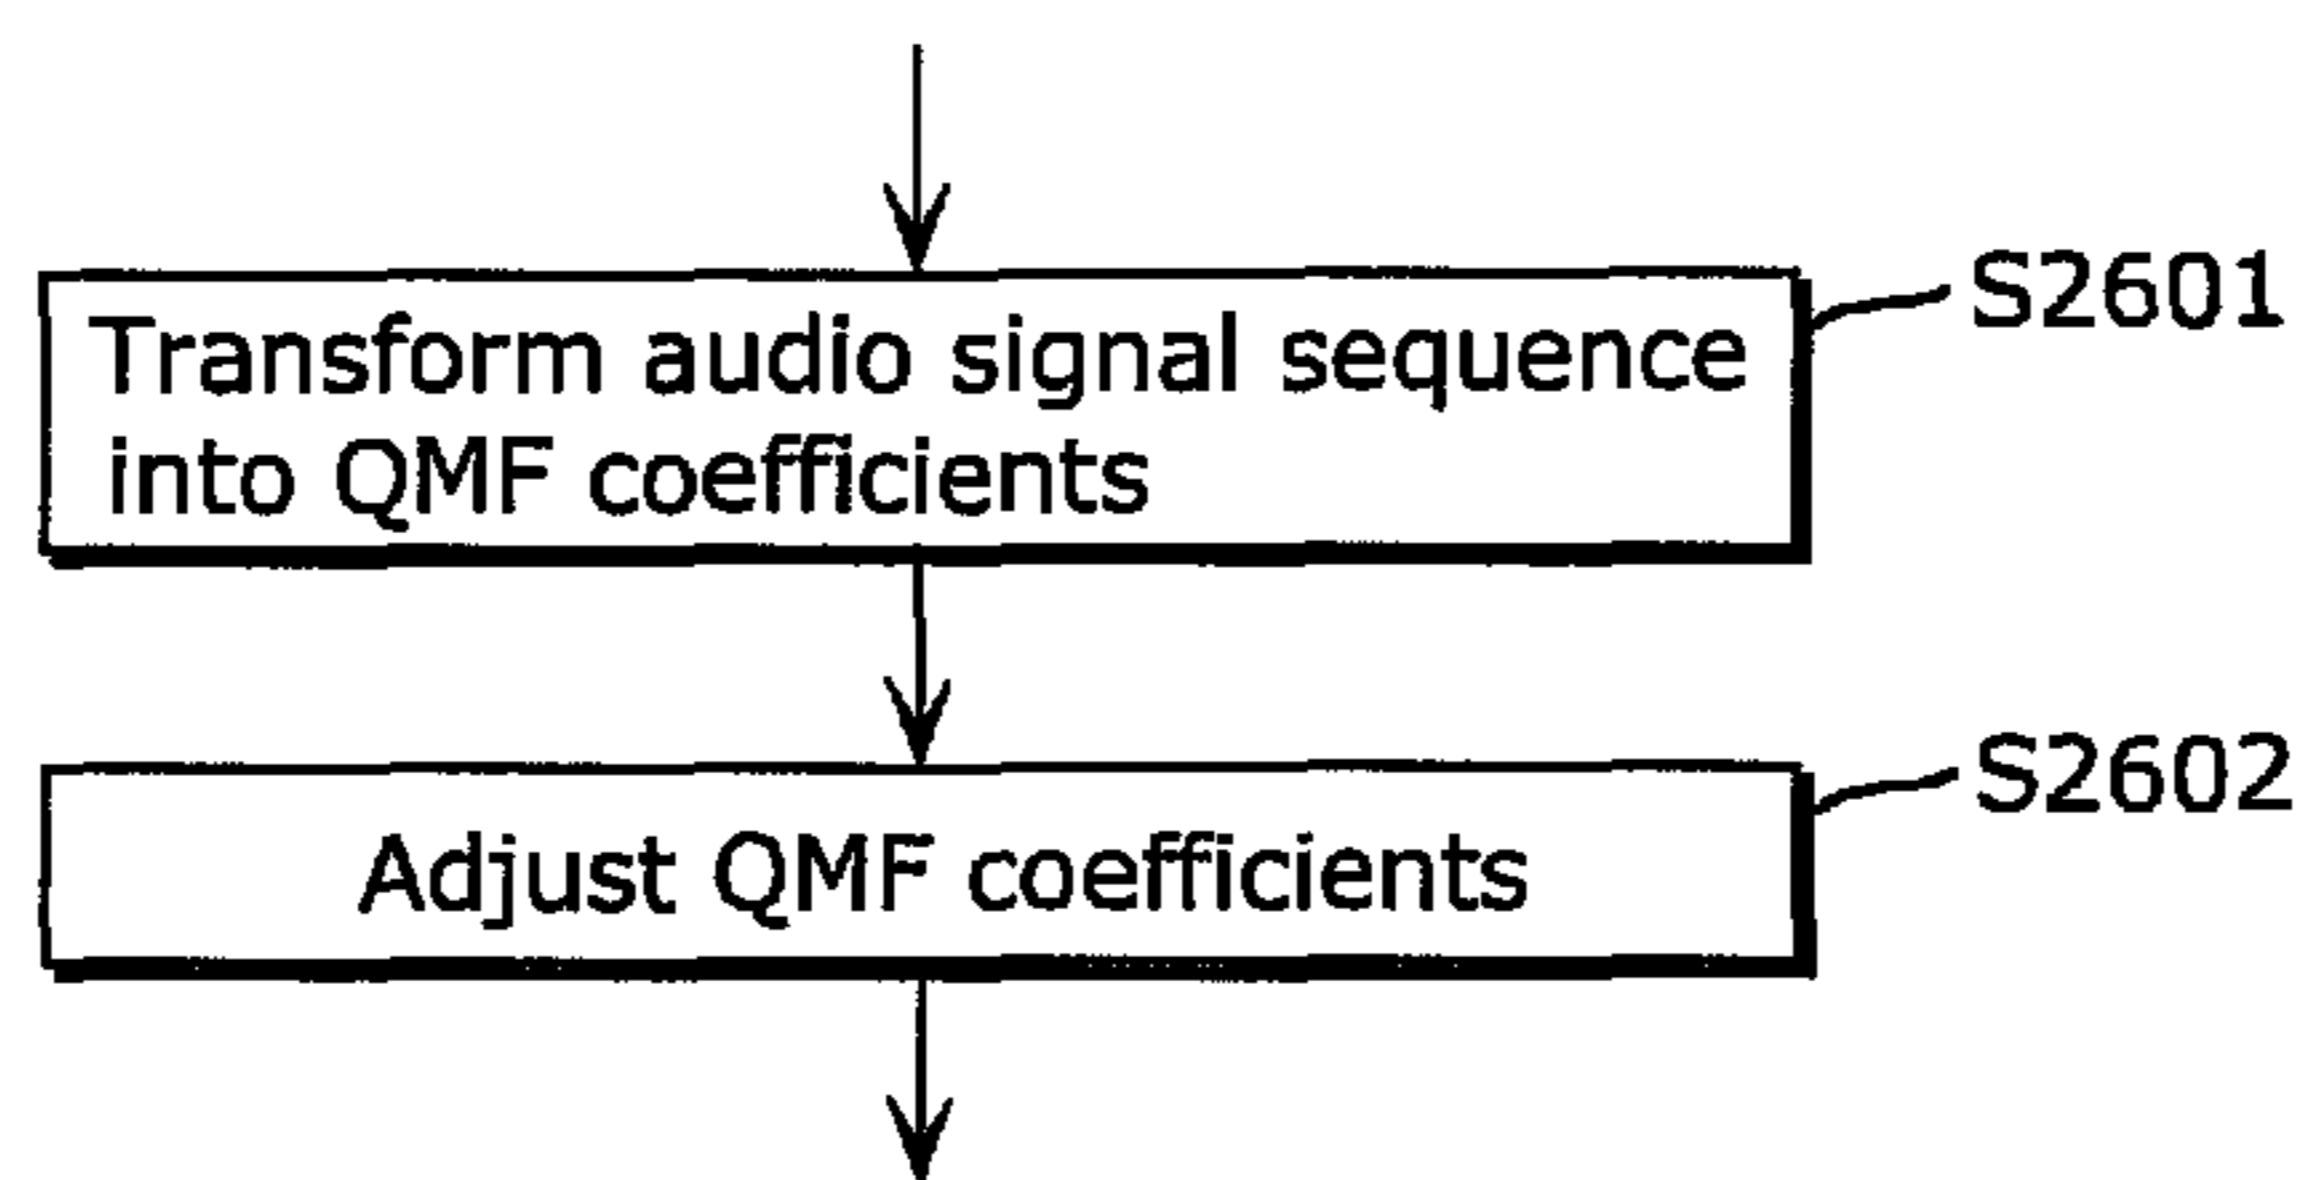 S2601
Transform audio signal sequence
into QMF coefficients
S2602
Adjust QMF coefficients